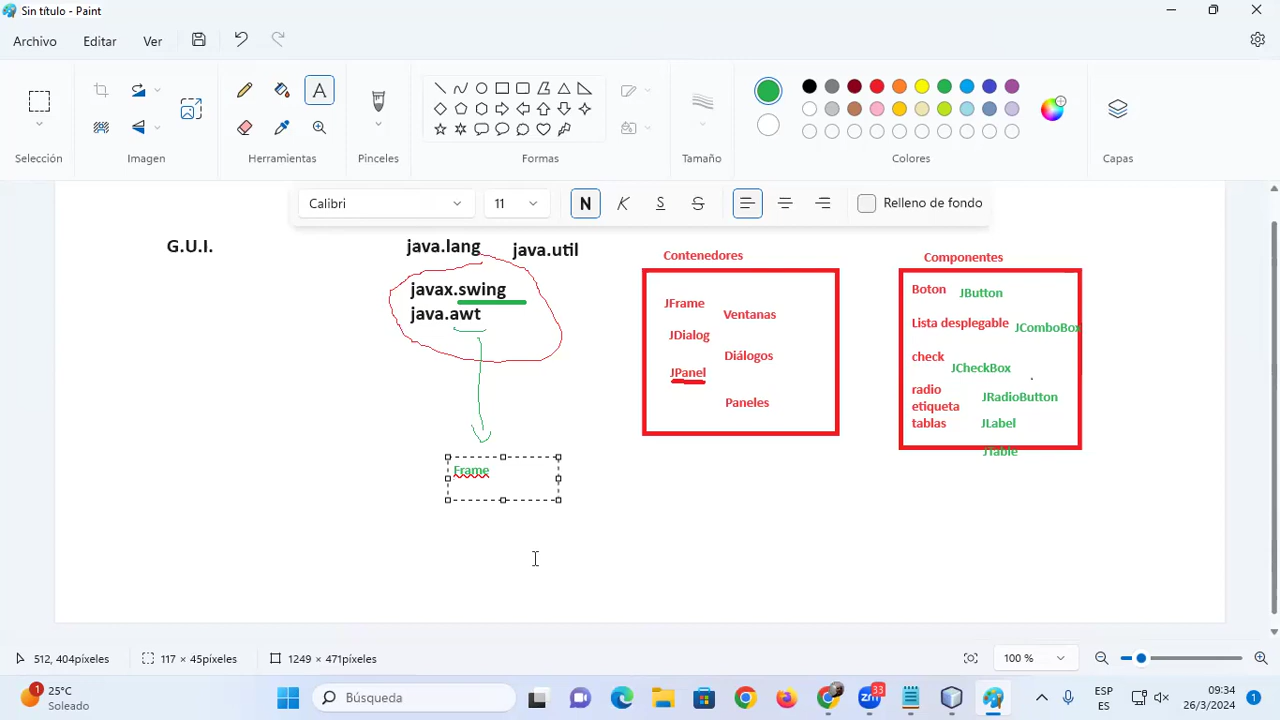 Sin título - Paint
Archivo Editar Ver
Selección Imagen Herramientas Pinceles Formas Tamaño Colores Capas
Calibri 11 N K S S Relleno de fondo
G.U.I.
java.lang java.util
javax.swing
java.awt
Frame
Contenedores
JFrame
Ventanas
JDialog
Diálogos
JPanel
Paneles
Componentes
Boton JButton
Lista desplegable JComboBox
check JCheckBox
radio JRadioButton
etiqueta
tablas JLabel
JTable
512, 404píxeles 117 × 45píxeles 1249 × 471píxeles 100 %
1 25°C
Soleado
Búsqueda
33
ESP
ES
09:34
26/3/2024
1